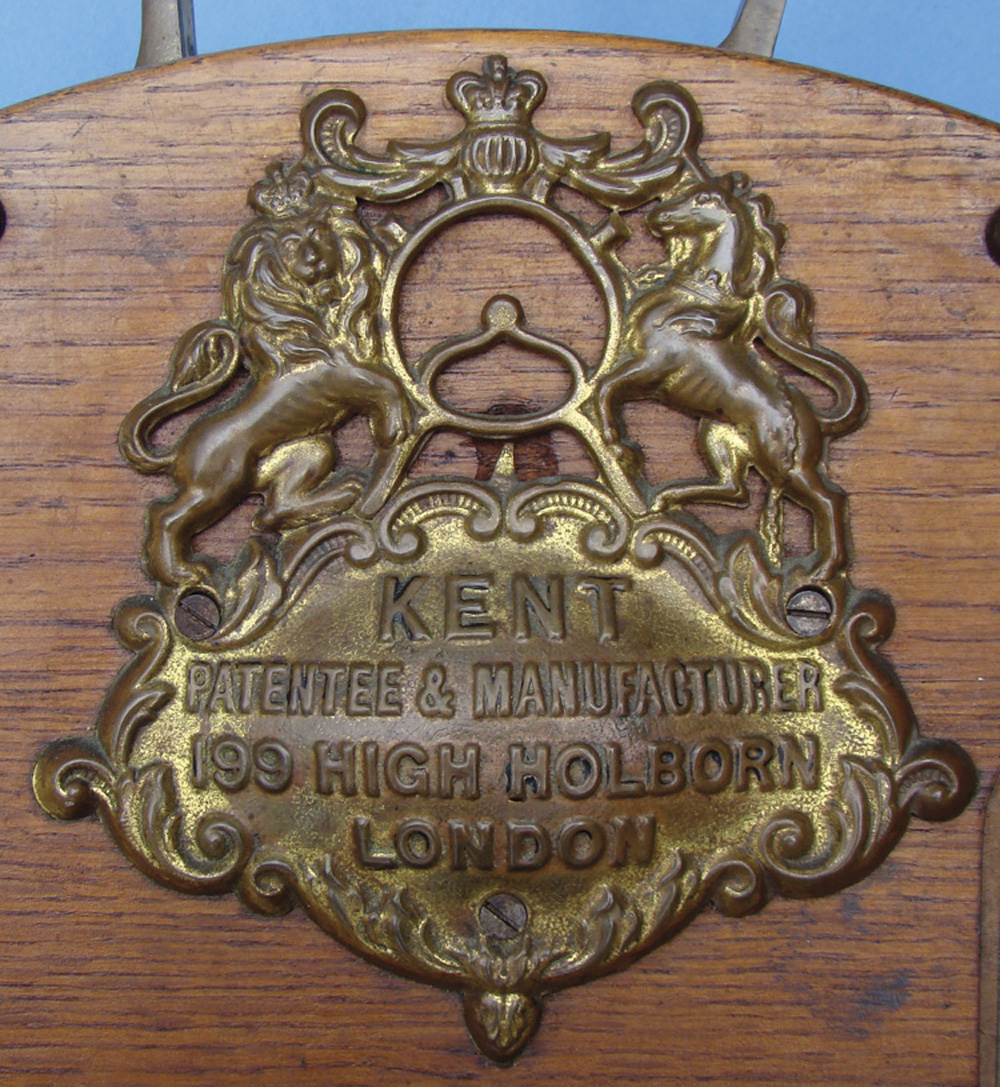 KENT
PATENTEE & MANUFACTURER
199 HIGH HOLBORN
LONDON